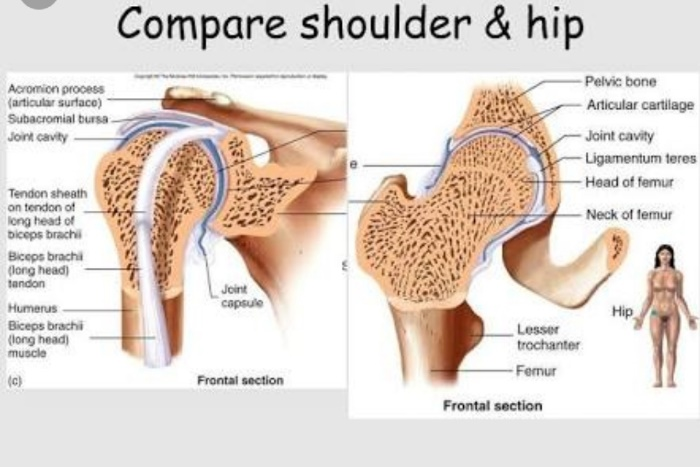 Compare shoulder & hip
Acromion process
(articular surface)
Subacromial bursa
Joint cavity
Tendon sheath
on tendon of
long head of
biceps brachii
Biceps brachii
(long head)
tendon
Humerus
Biceps brachii
(long head)
muscle
Joint
capsule
(c)
Frontal section
e
Pelvic bone
Articular cartilage
Joint cavity
Ligamentum teres
Head of femur
Neck of femur
Hip
Lesser
trochanter
Femur
Frontal section